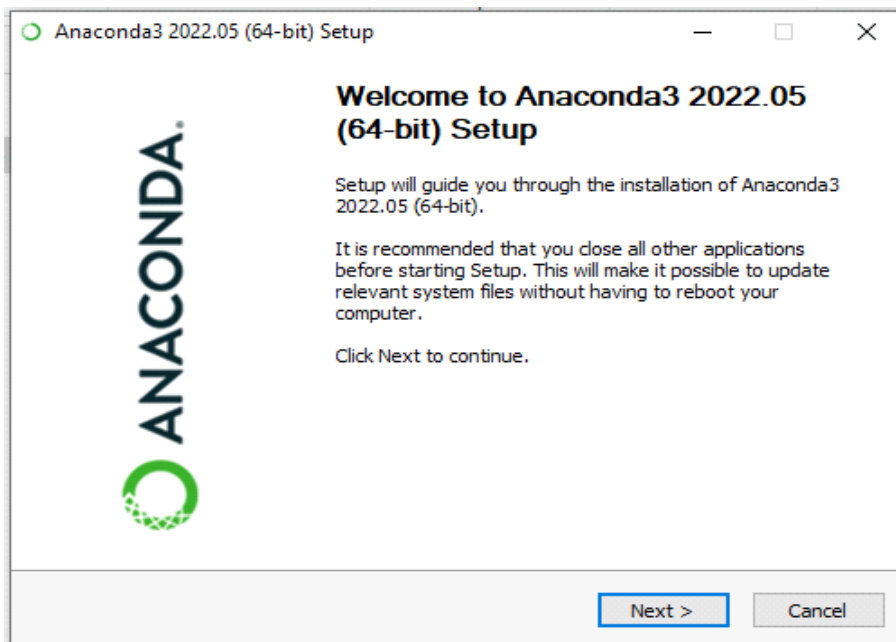 Anaconda3 2022.05 (64-bit) Setup
Welcome to Anaconda3 2022.05
(64-bit) Setup
Setup will guide you through the installation of Anaconda3
2022.05 (64-bit).
It is recommended that you close all other applications
before starting Setup. This will make it possible to update
relevant system files without having to reboot your
computer.
Click Next to continue.
ANACONDA.
Next >
Cancel